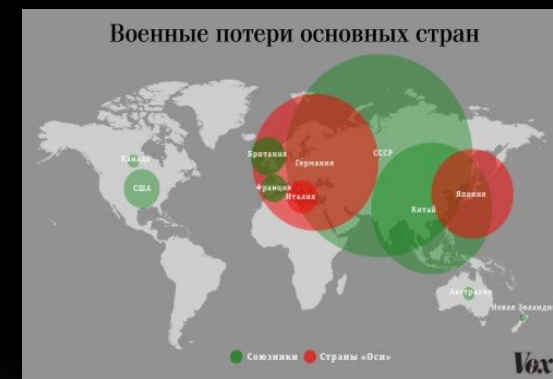 Военные потери основных стран
Канада
США
Британия
Германия
СССР
Франция
Италия
Китай
Япония
Австралия
Новая Зеландия
Союзники
Страны «Оси»
Vox